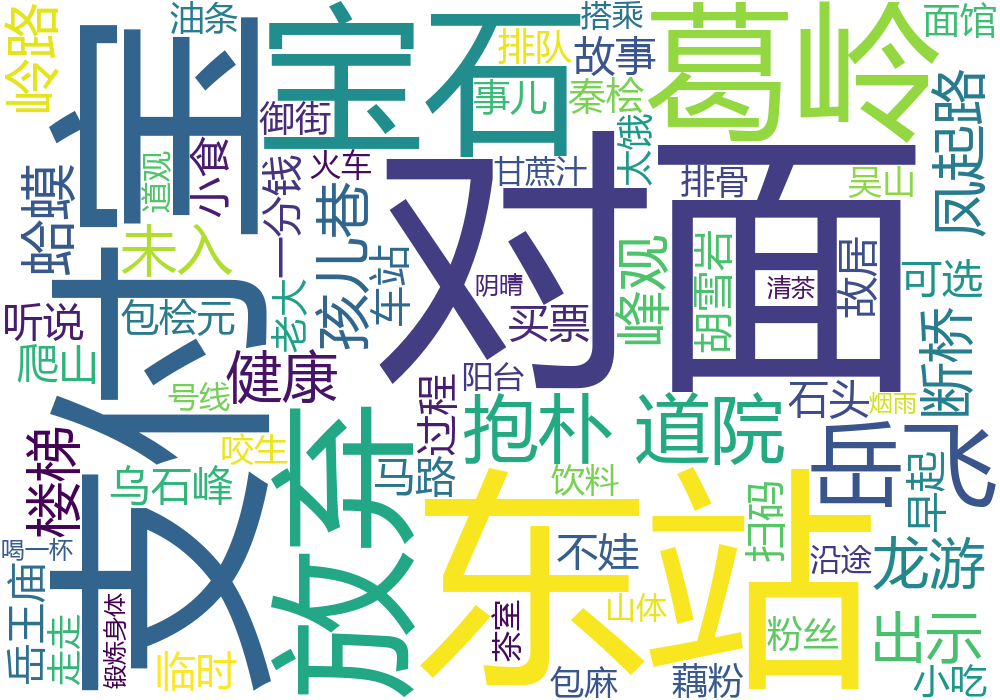 岭路
油条
支付宝
宝石
葛岭
搭乘
排队
故事
面馆
事儿
秦桧
御街
小食
道观
一分钱
火车
甘蔗汁
太饿
排骨
吴山
凤起路
蛤蟆
未入
孩儿巷
车站
对面
阴晴
清茶
峰观
胡雪岩
故居
可选
听说
包桧元
老大
买票
爬山
健康
号线
阳台
过程
断桥
石头
烟雨
楼梯
放弃
抱朴
道院
岳飞
咬生
乌石峰
马路
饮料
扫码
早起
喝一杯
东站
不娃
沿途
龙游
岳王庙
走走
锻炼身体
临时
茶室
山体
粉丝
出示
包麻
藕粉
小吃